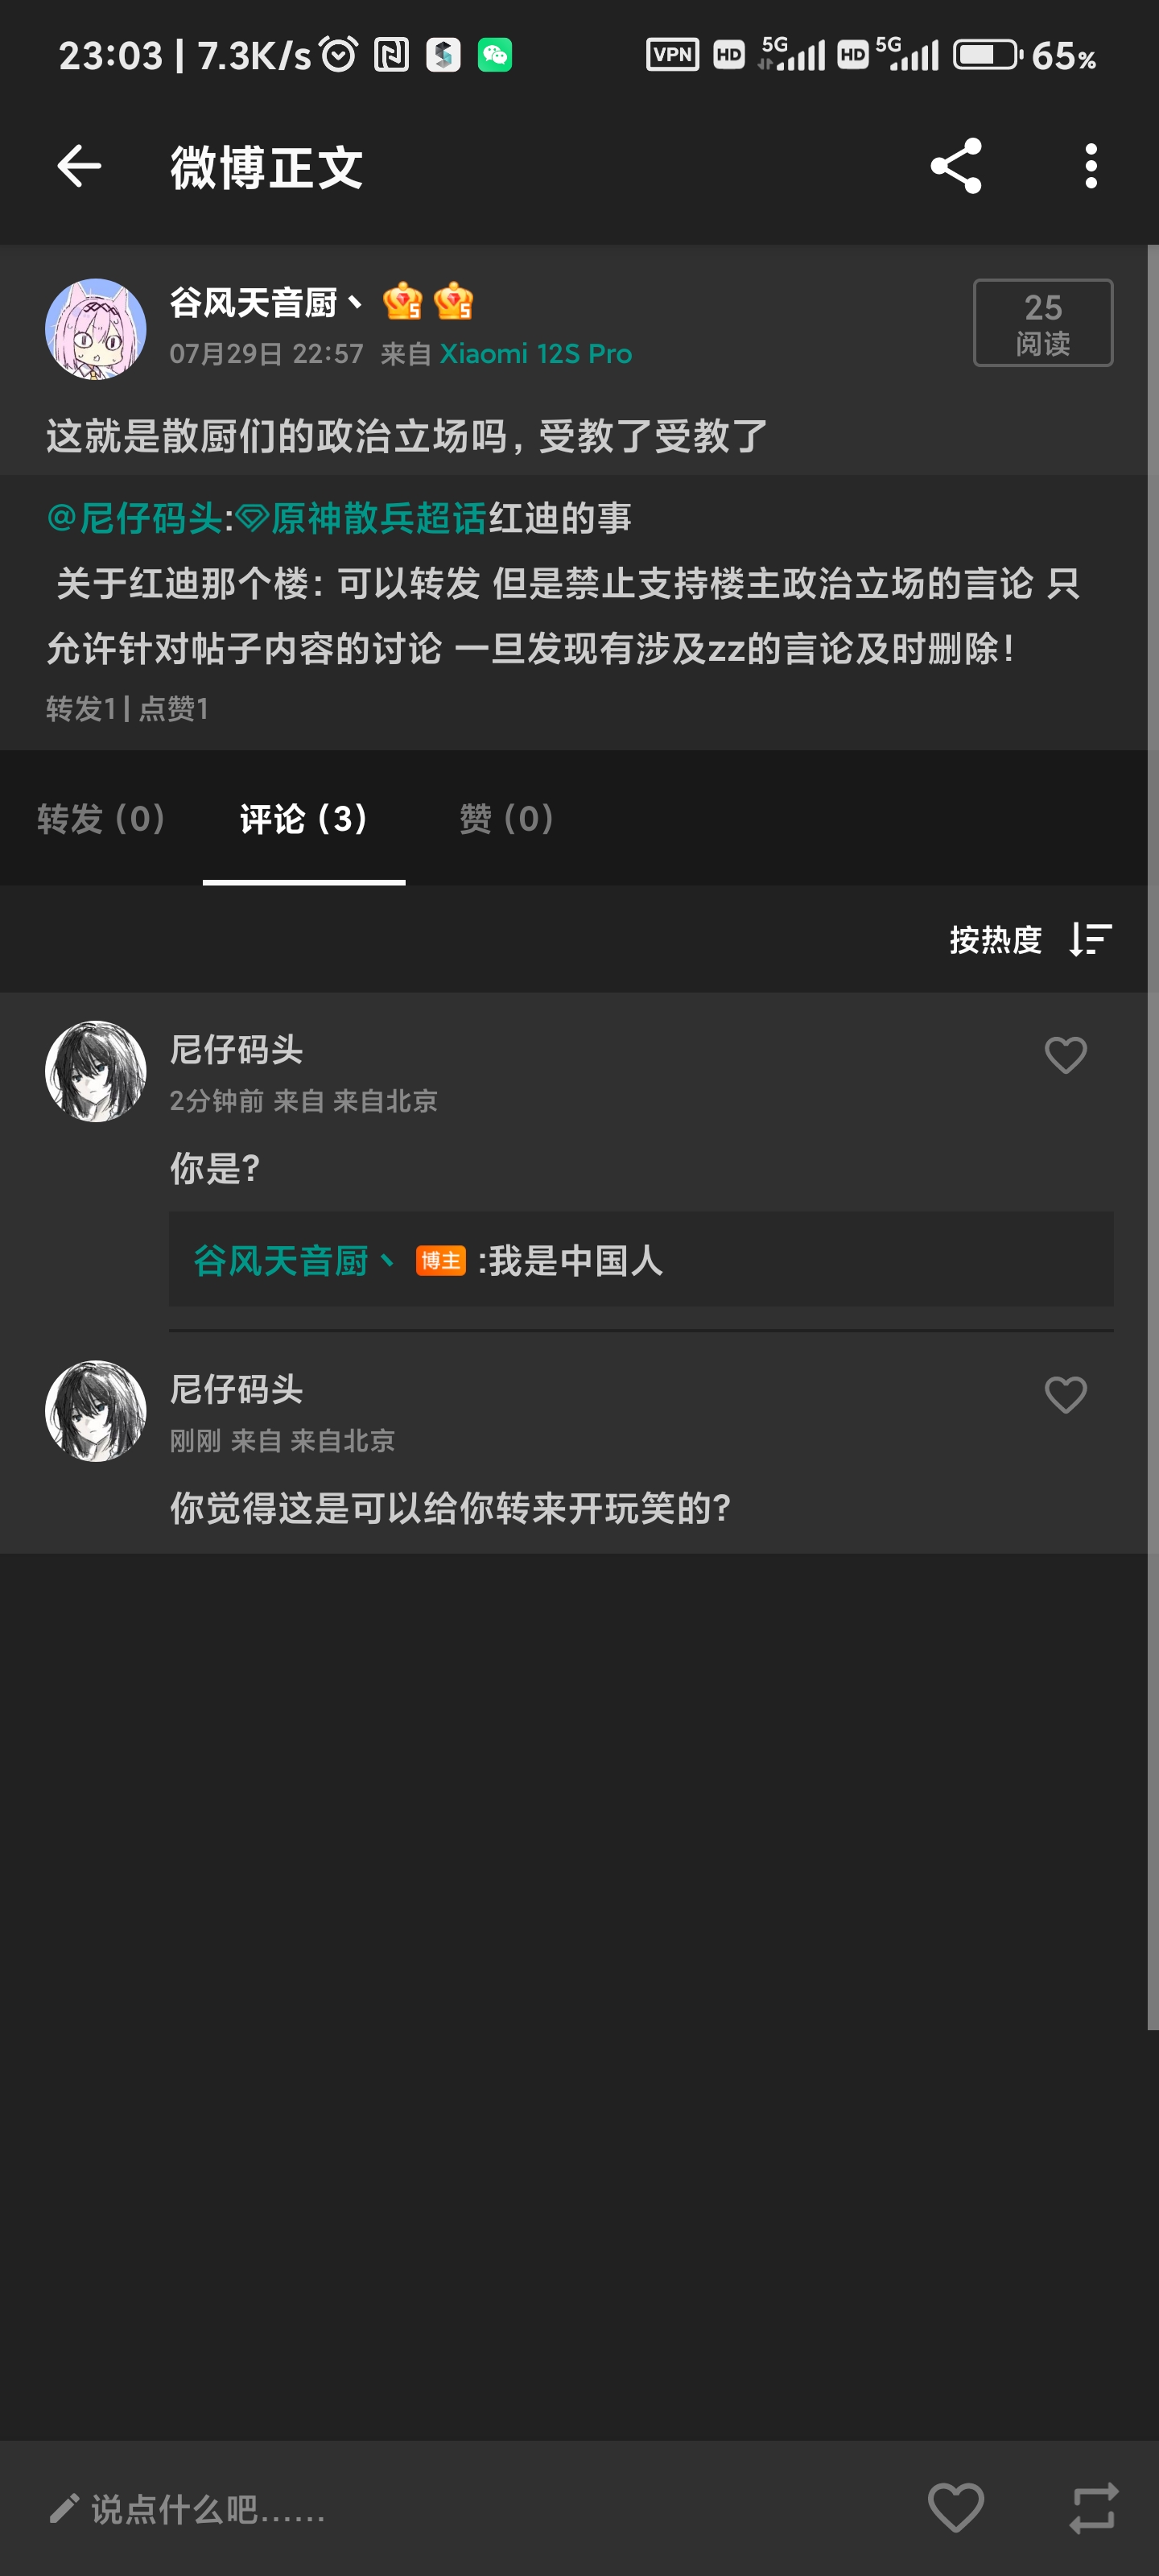 23:03 | 7.3K/s VPN HD 5G HD 5G 65%
微博正文
谷风天音厨丶 5 5
25
阅读
07月29日 22:57 来自 Xiaomi 12S Pro
这就是散厨们的政治立场吗，受教了受教了
@尼仔码头:原神散兵超话红迪的事
关于红迪那个楼：可以转发 但是禁止支持楼主政治立场的言论 只
允许针对帖子内容的讨论 一旦发现有涉及zz的言论及时删除！
转发1 | 点赞1
转发 (0) 评论 (3) 赞 (0)
按热度
尼仔码头
2分钟前 来自 来自北京
你是？
谷风天音厨丶 博主 :我是中国人
尼仔码头
刚刚 来自 来自北京
你觉得这是可以给你转来开玩笑的？
说点什么吧......